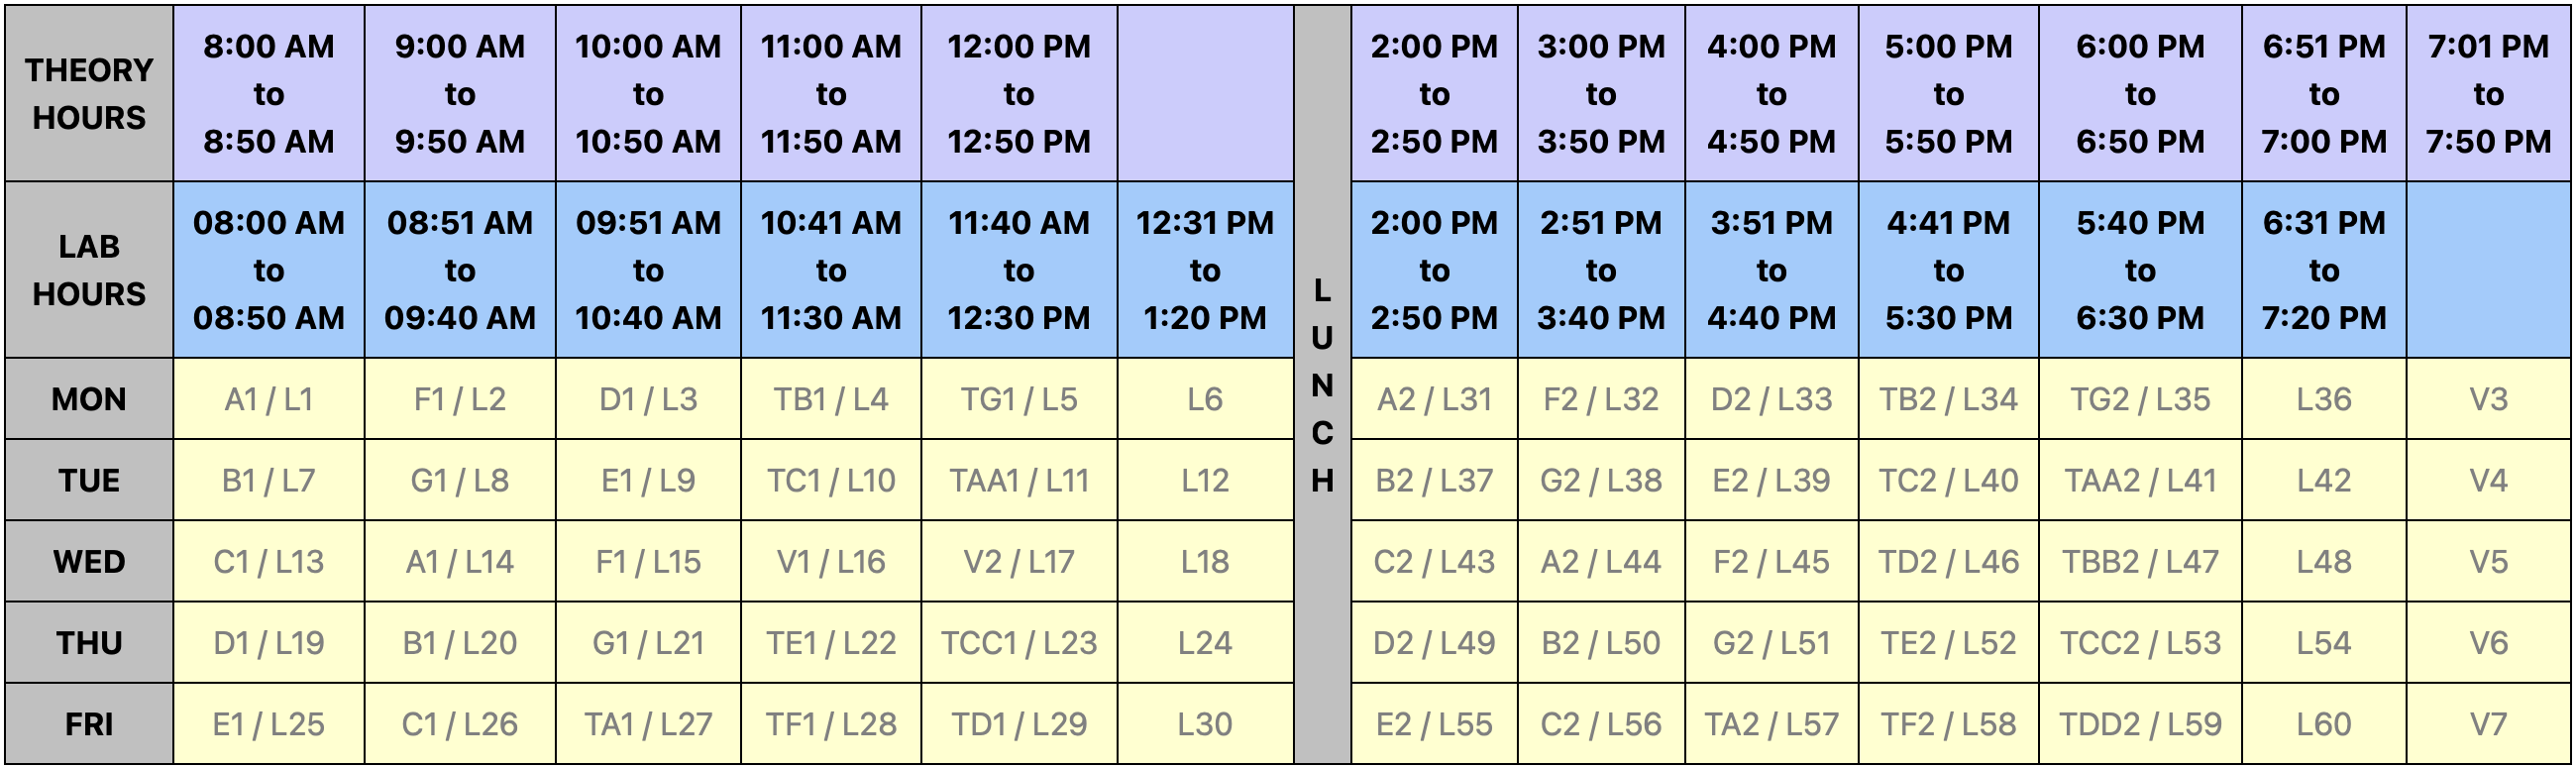 THEORY HOURS 8:00 AM to 8:50 AM 9:00 AM to 9:50 AM 10:00 AM to 10:50 AM 11:00 AM to 11:50 AM 12:00 PM to 12:50 PM LUNCH 2:00 PM to 2:50 PM 3:00 PM to 3:50 PM 4:00 PM to 4:50 PM 5:00 PM to 5:50 PM 6:00 PM to 6:50 PM 6:51 PM to 7:00 PM 7:01 PM to 7:50 PM
LAB HOURS 08:00 AM to 08:50 AM 08:51 AM to 09:40 AM 09:51 AM to 10:40 AM 10:41 AM to 11:30 AM 11:40 AM to 12:30 PM 12:31 PM to 1:20 PM 2:00 PM to 2:50 PM 2:51 PM to 3:40 PM 3:51 PM to 4:40 PM 4:41 PM to 5:30 PM 5:40 PM to 6:30 PM 6:31 PM to 7:20 PM
MON A1 / L1 F1 / L2 D1 / L3 TB1 / L4 TG1 / L5 L6 A2 / L31 F2 / L32 D2 / L33 TB2 / L34 TG2 / L35 L36 V3
TUE B1 / L7 G1 / L8 E1 / L9 TC1 / L10 TAA1 / L11 L12 B2 / L37 G2 / L38 E2 / L39 TC2 / L40 TAA2 / L41 L42 V4
WED C1 / L13 A1 / L14 F1 / L15 V1 / L16 V2 / L17 L18 C2 / L43 A2 / L44 F2 / L45 TD2 / L46 TBB2 / L47 L48 V5
THU D1 / L19 B1 / L20 G1 / L21 TE1 / L22 TCC1 / L23 L24 D2 / L49 B2 / L50 G2 / L51 TE2 / L52 TCC2 / L53 L54 V6
FRI E1 / L25 C1 / L26 TA1 / L27 TF1 / L28 TD1 / L29 L30 E2 / L55 C2 / L56 TA2 / L57 TF2 / L58 TDD2 / L59 L60 V7